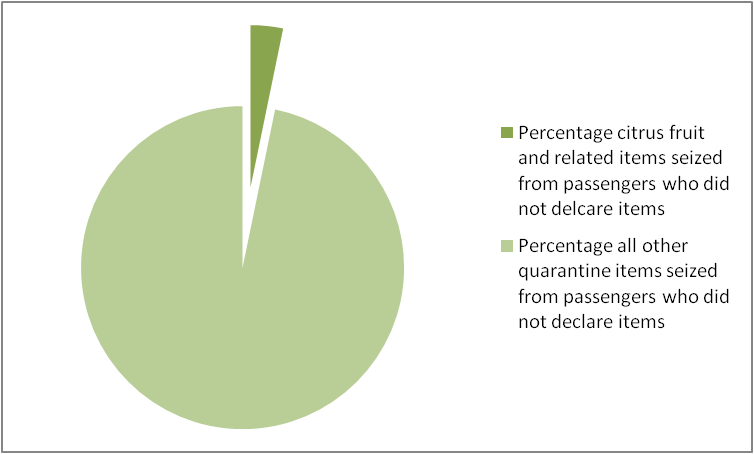 Percentage citrus fruit
and related items seized
from passengers who did
not delcare items
Percentage all other
quarantine items seized
from passengers who did
not declare items